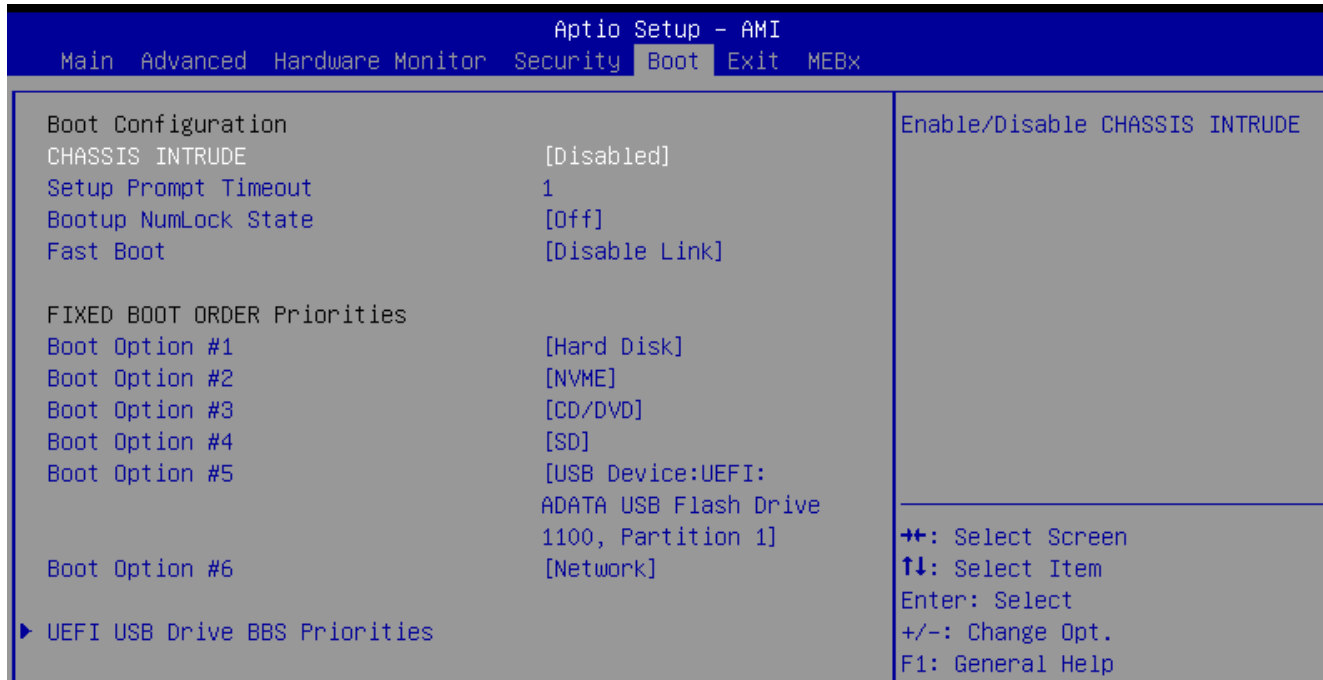 Aptio Setup – AMI
Main Advanced Hardware Monitor Security Boot Exit MEBx
Boot Configuration
CHASSIS INTRUDE [Disabled]
Setup Prompt Timeout 1
Bootup NumLock State [Off]
Fast Boot [Disable Link]
FIXED BOOT ORDER Priorities
Boot Option #1 [Hard Disk]
Boot Option #2 [NVME]
Boot Option #3 [CD/DVD]
Boot Option #4 [SD]
Boot Option #5 [USB Device:UEFI:
ADATA USB Flash Drive
1100, Partition 1]
Boot Option #6 [Network]
▶ UEFI USB Drive BBS Priorities
Enable/Disable CHASSIS INTRUDE
→←: Select Screen
↑↓: Select Item
Enter: Select
+/-: Change Opt.
F1: General Help